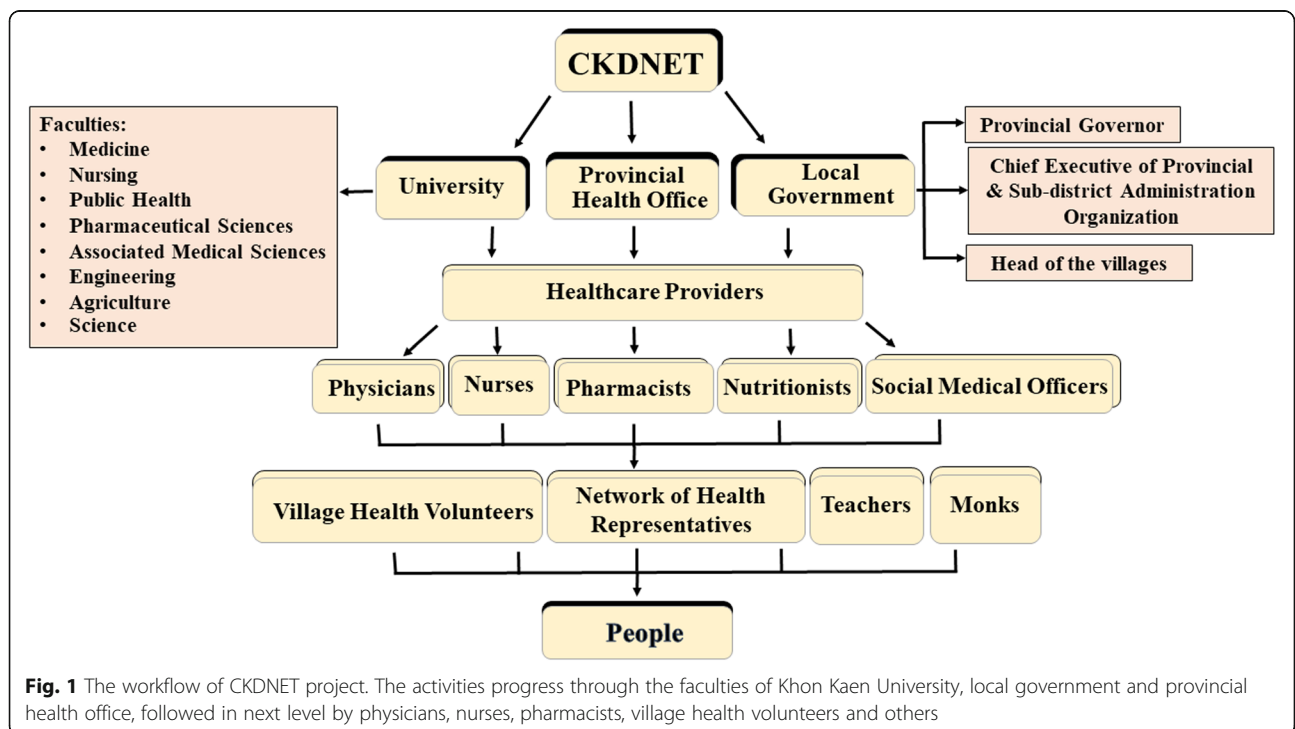 CKDNET
Faculties:
• Medicine
• Nursing
• Public Health
• Pharmaceutical Sciences
• Associated Medical Sciences
• Engineering
• Agriculture
• Science
University
Provincial
Health Office
Local
Government
Provincial Governor
Chief Executive of Provincial
& Sub-district Administration
Organization
Head of the villages
Healthcare Providers
Physicians
Nurses
Pharmacists
Nutritionists
Social Medical Officers
Village Health Volunteers
Network of Health
Representatives
Teachers
Monks
People
Fig. 1 The workflow of CKDNET project. The activities progress through the faculties of Khon Kaen University, local government and provincial
health office, followed in next level by physicians, nurses, pharmacists, village health volunteers and others